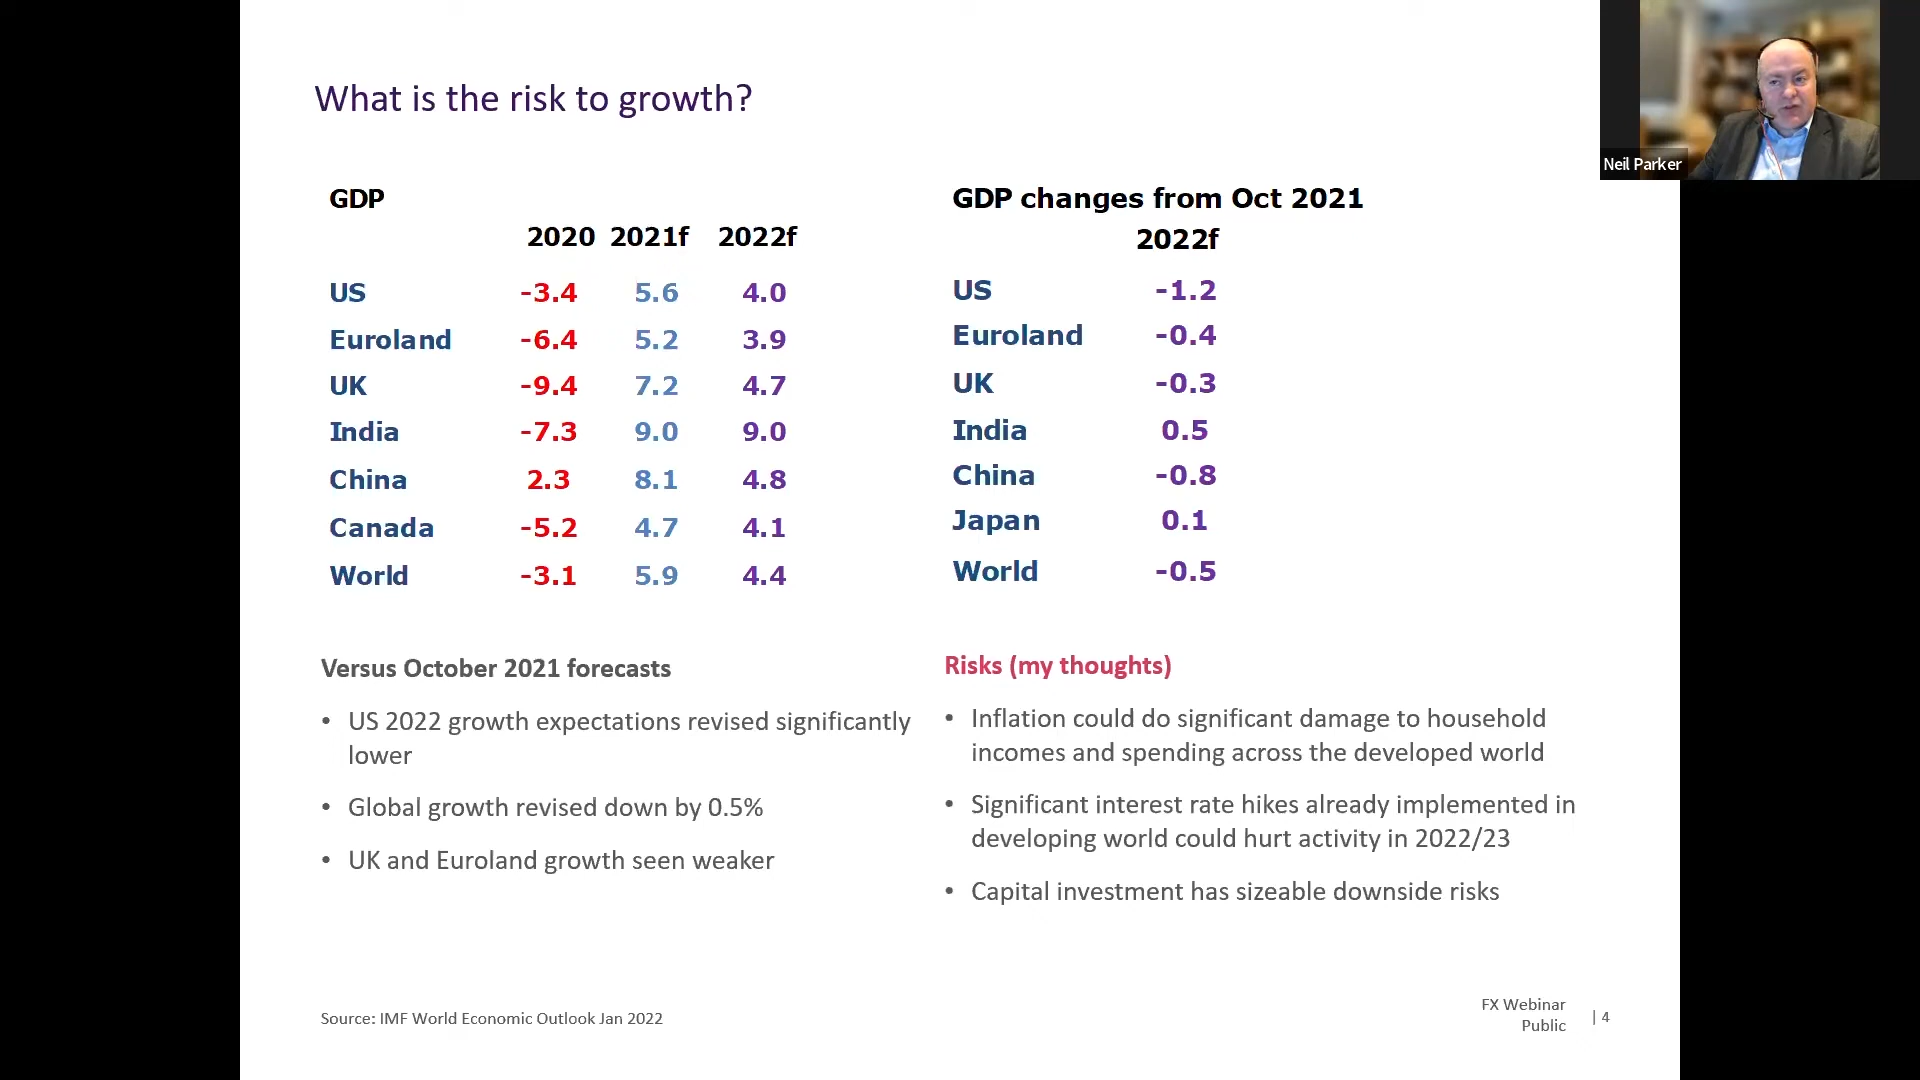 What is the risk to growth?
Neil Parker
GDP
2020 2021f 2022f
US -3.4 5.6 4.0
Euroland -6.4 5.2 3.9
UK -9.4 7.2 4.7
India -7.3 9.0 9.0
China 2.3 8.1 4.8
Canada -5.2 4.7 4.1
World -3.1 5.9 4.4
GDP changes from Oct 2021
2022f
US -1.2
Euroland -0.4
UK -0.3
India 0.5
China -0.8
Japan 0.1
World -0.5
Versus October 2021 forecasts
• US 2022 growth expectations revised significantly
lower
• Global growth revised down by 0.5%
• UK and Euroland growth seen weaker
Risks (my thoughts)
• Inflation could do significant damage to household
incomes and spending across the developed world
• Significant interest rate hikes already implemented in
developing world could hurt activity in 2022/23
• Capital investment has sizeable downside risks
Source: IMF World Economic Outlook Jan 2022
FX Webinar
Public
| 4